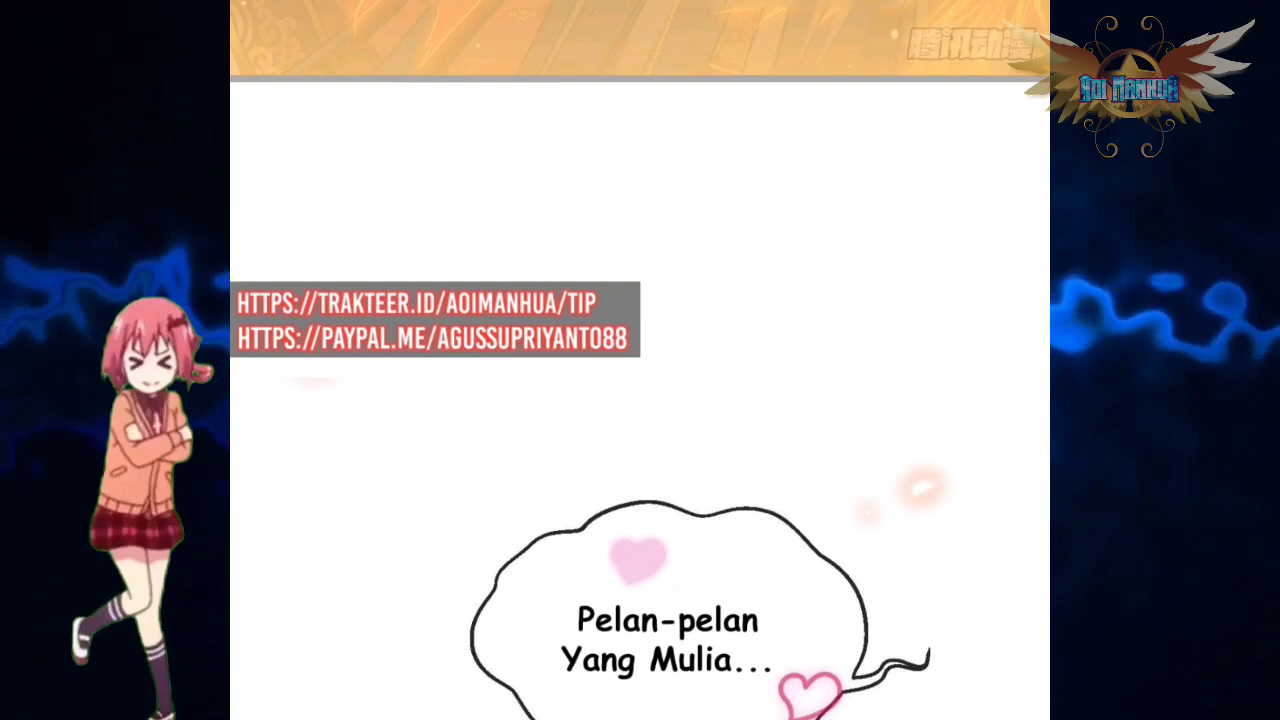 腾讯动漫
AOI MANHUA
HTTPS://TRAKTEER.ID/AOIMANHUA/TIP
HTTPS://PAYPAL.ME/AGUSSUPRIYANTO88
Pelan-pelan
Yang Mulia...